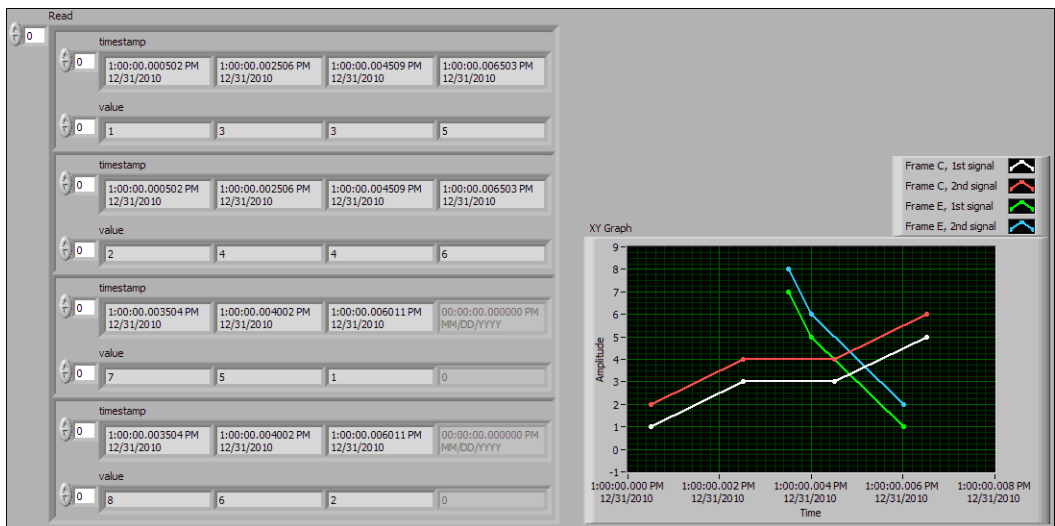 Read
0
timestamp
0
1:00:00.000502 PM 1:00:00.002506 PM 1:00:00.004509 PM 1:00:00.006503 PM
12/31/2010 12/31/2010 12/31/2010 12/31/2010
value
0 1 3 3 5
timestamp
0
1:00:00.000502 PM 1:00:00.002506 PM 1:00:00.004509 PM 1:00:00.006503 PM
12/31/2010 12/31/2010 12/31/2010 12/31/2010
value
0 2 4 4 6
timestamp
0
1:00:00.003504 PM 1:00:00.004002 PM 1:00:00.006011 PM 00:00:00.000000 PM
12/31/2010 12/31/2010 12/31/2010 MM/DD/YYYY
value
0 7 5 1 0
timestamp
0
1:00:00.003504 PM 1:00:00.004002 PM 1:00:00.006011 PM 00:00:00.000000 PM
12/31/2010 12/31/2010 12/31/2010 MM/DD/YYYY
value
0 8 6 2 0
Frame C, 1st signal
Frame C, 2nd signal
Frame E, 1st signal
Frame E, 2nd signal
XY Graph
Amplitude
9
8
7
6
5
4
3
2
1
0
-1
1:00:00.000 PM 1:00:00.002 PM 1:00:00.004 PM 1:00:00.006 PM 1:00:00.008 PM
12/31/2010 12/31/2010 12/31/2010 12/31/2010 12/31/2010
Time